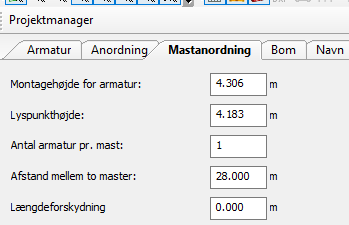 Projektmanager
Armatur Anordning Mastanordning Bom Navn
Montagehøjde for armatur: 4.306 m
Lyspunkthøjde: 4.183 m
Antal armatur pr. mast: 1
Afstand mellem to master: 28.000 m
Længdeforskydning 0.000 m